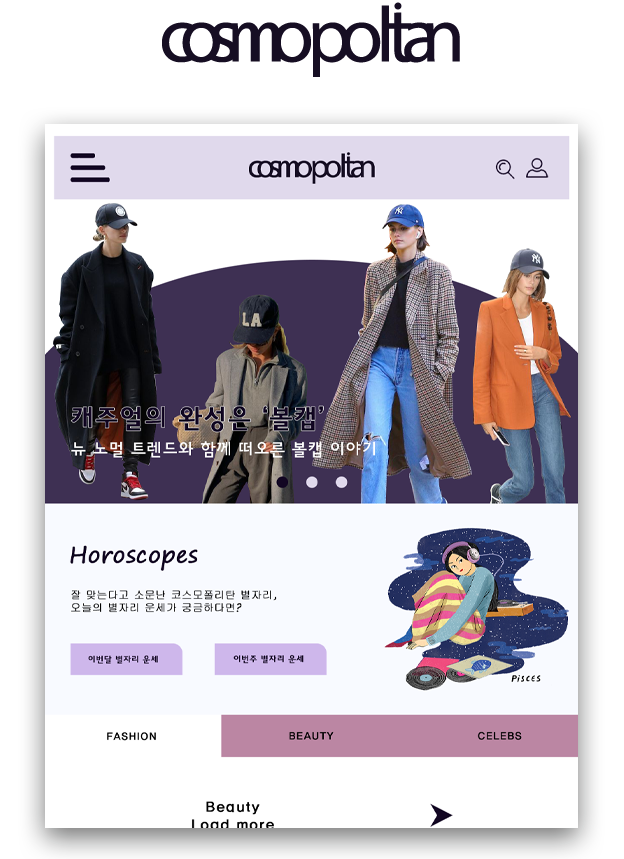 cosmopoltian
cosmopoltian
LA
캐주얼의 완성은 ‘볼캡’
뉴 노멀 트렌드와 함께 떠오른 볼캡 이야기
Horoscopes
잘 맞는다고 소문난 코스모폴리탄 별자리,
오늘의 별자리 운세가 궁금하다면?
이번달 별자리 운세
이번주 별자리 운세
PISCES
FASHION
BEAUTY
CELEBS
Beauty
Load more